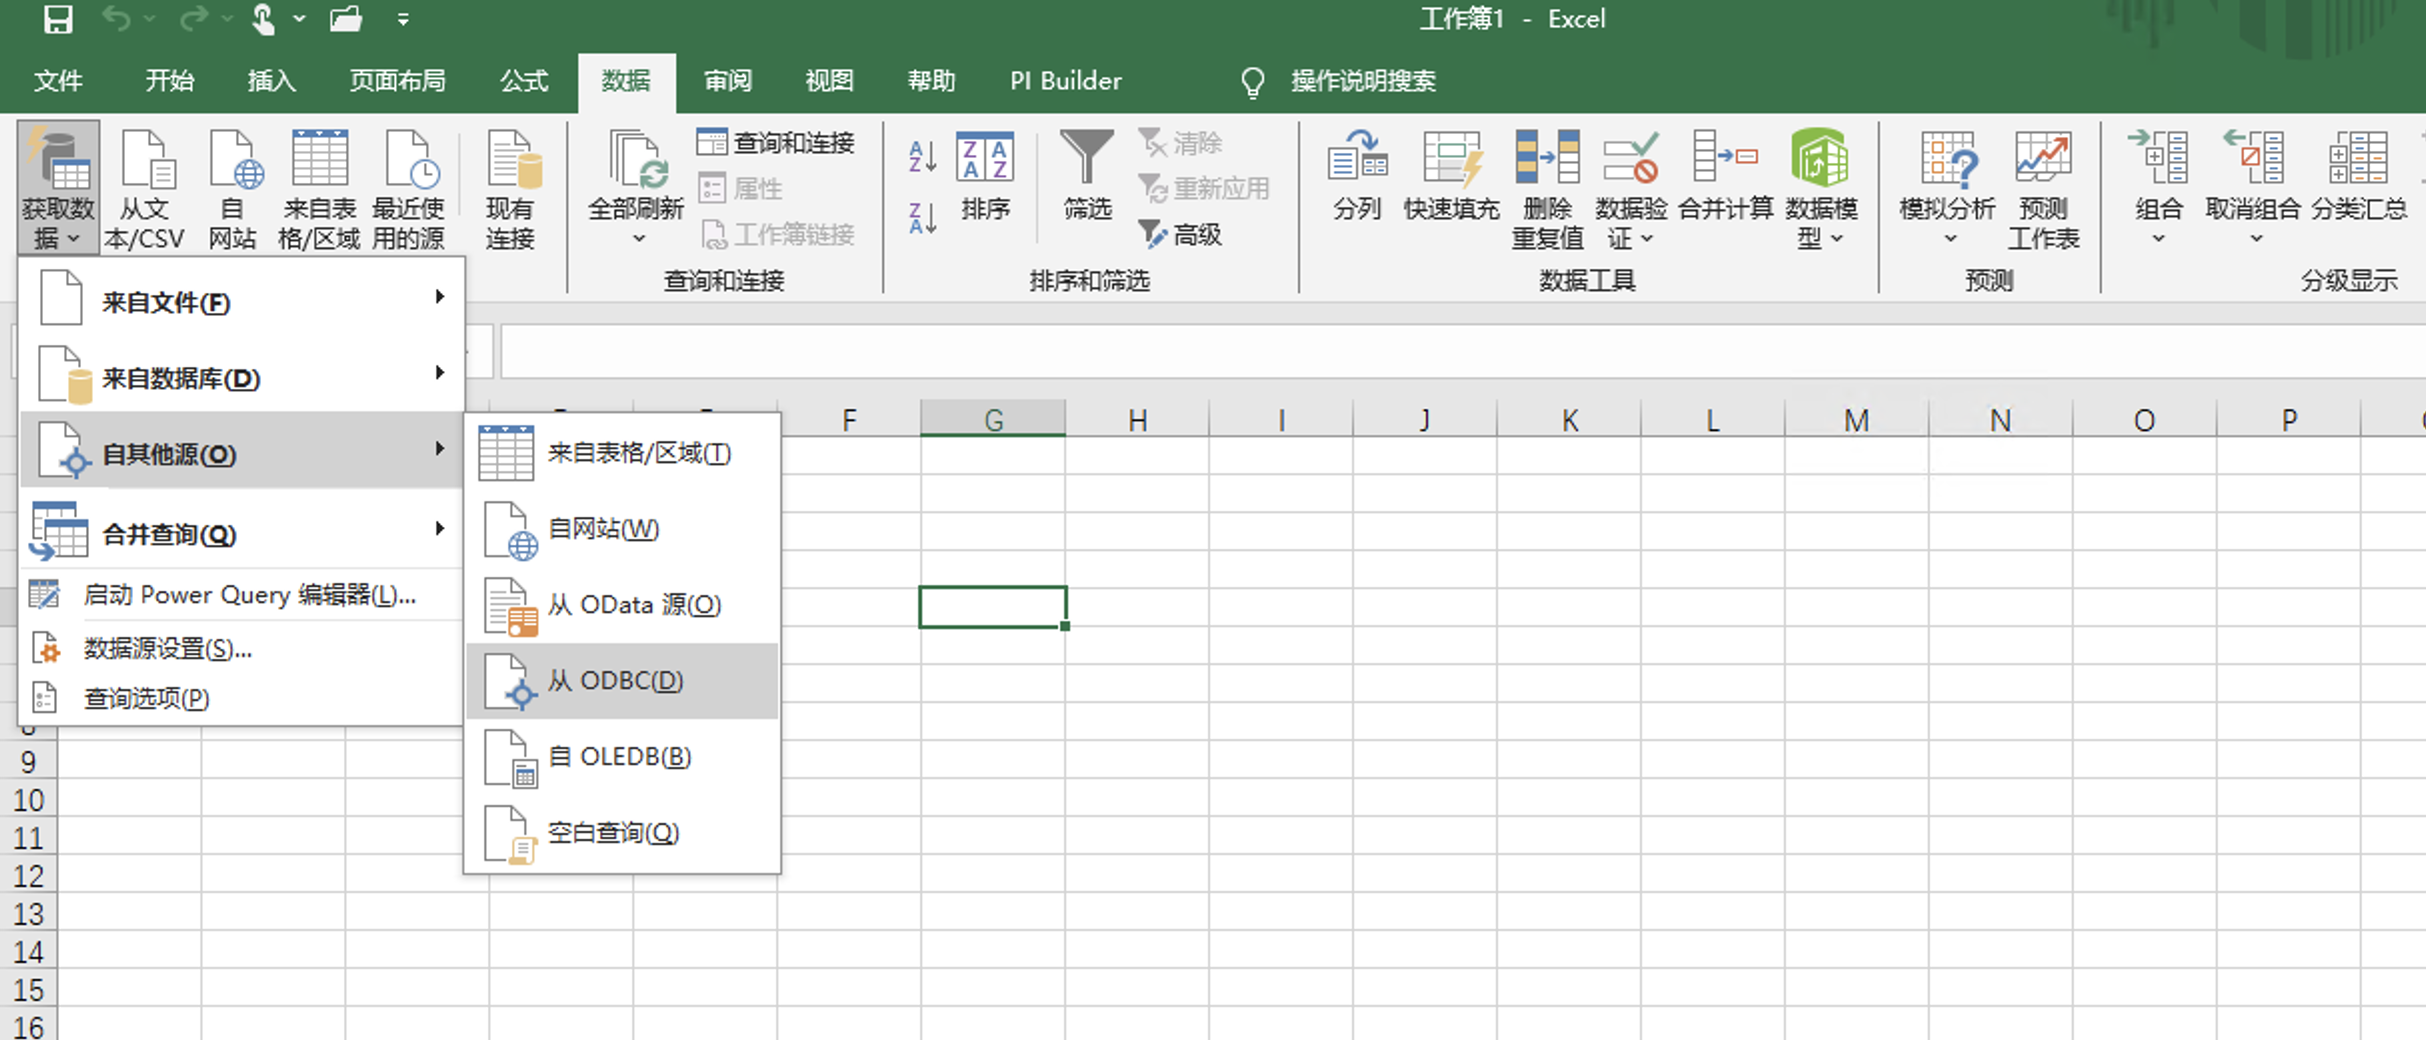 工作簿1 - Excel
文件 开始 插入 页面布局 公式 数据 审阅 视图 帮助 PI Builder 操作说明搜索
获取数据
从文本/CSV
自网站
来自表格/区域
最近使用的源
现有连接
全部刷新
查询和连接
属性
工作簿链接
查询和连接
A
Z
Z
A
Z A
A Z
排序
筛选
清除
重新应用
高级
排序和筛选
分列
快速填充
删除重复值
数据验证
合并计算
数据模型
数据工具
模拟分析
预测工作表
预测
组合
取消组合
分类汇总
分级显示
来自文件(F)
来自数据库(D)
自其他源(O)
合并查询(Q)
启动 Power Query 编辑器(L)...
数据源设置(S)...
查询选项(P)
来自表格/区域(T)
自网站(W)
从 OData 源(O)
从 ODBC(D)
自 OLEDB(B)
空白查询(Q)
F G H I J K L M N O P
9
10
11
12
13
14
15
16